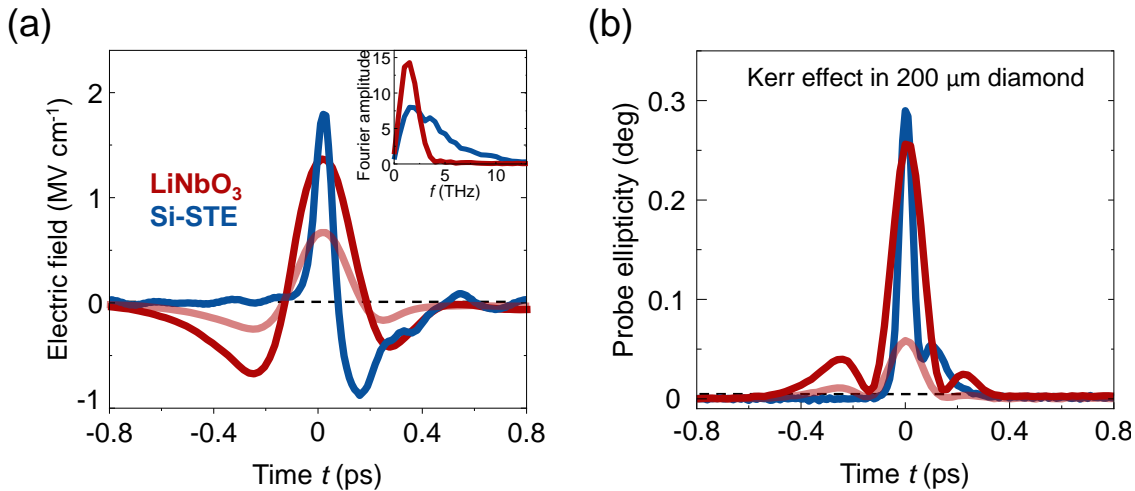 (a)
Electric field (MV cm⁻¹)
2
1
0
-1
LiNbO₃
Si-STE
Fourier amplitude
15
10
5
0
0
5
10
f (THz)
-0.8
-0.4
0
0.4
0.8
Time t (ps)
(b)
Kerr effect in 200 μm diamond
Probe ellipticity (deg)
0.3
0.2
0.1
0
-0.8
-0.4
0
0.4
0.8
Time t (ps)